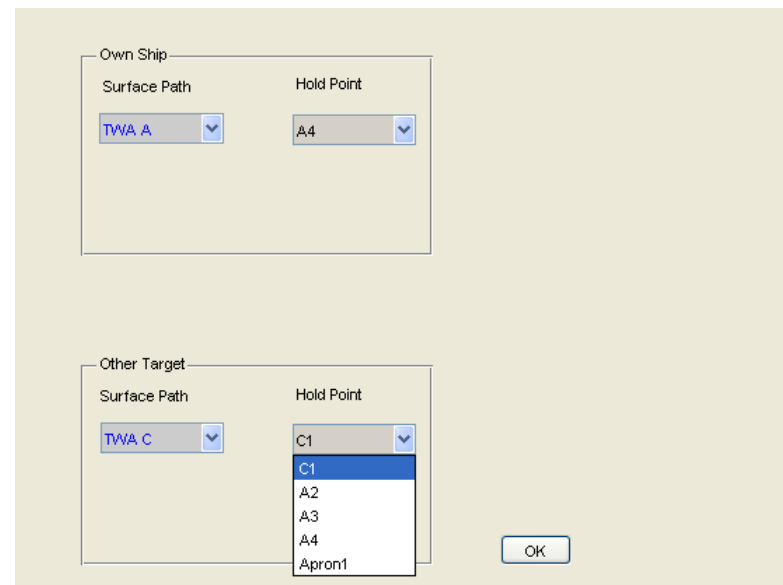 Own Ship
Surface Path Hold Point
TWA A A4
Other Target
Surface Path Hold Point
TWA C C1
C1
A2
A3
A4
Apron1
OK